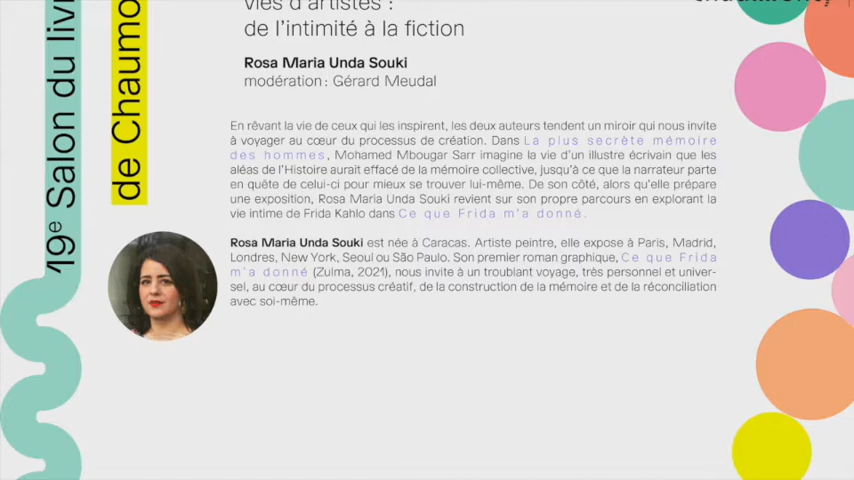 vies d'artistes :
de l'intimité à la fiction
Rosa Maria Unda Souki
modération : Gérard Meudal
En rêvant la vie de ceux qui les inspirent, les deux auteurs tendent un miroir qui nous invite
à voyager au cœur du processus de création. Dans La plus secrète mémoire
des hommes, Mohamed Mbougar Sarr imagine la vie d'un illustre écrivain que les
aléas de l'Histoire aurait effacé de la mémoire collective, jusqu'à ce que la narrateur parte
en quête de celui-ci pour mieux se trouver lui-même. De son côté, alors qu'elle prépare
une exposition, Rosa Maria Unda Souki revient sur son propre parcours en explorant la
vie intime de Frida Kahlo dans Ce que Frida m'a donné.
Rosa Maria Unda Souki est née à Caracas. Artiste peintre, elle expose à Paris, Madrid,
Londres, New York, Seoul ou São Paulo. Son premier roman graphique, Ce que Frida
m'a donné (Zulma, 2021), nous invite à un troublant voyage, très personnel et univer-
sel, au cœur du processus créatif, de la construction de la mémoire et de la réconciliation
avec soi-même.
19e Salon du livr
de Chaumo